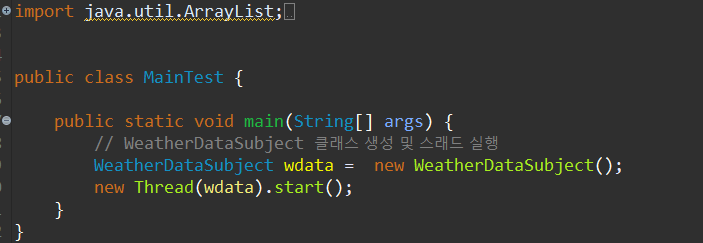 import java.util.ArrayList;
public class MainTest {
public static void main(String[] args) {
// WeatherDataSubject 클래스 생성 및 스래드 실행
WeatherDataSubject wdata =  new WeatherDataSubject();
new Thread(wdata).start();
}
}